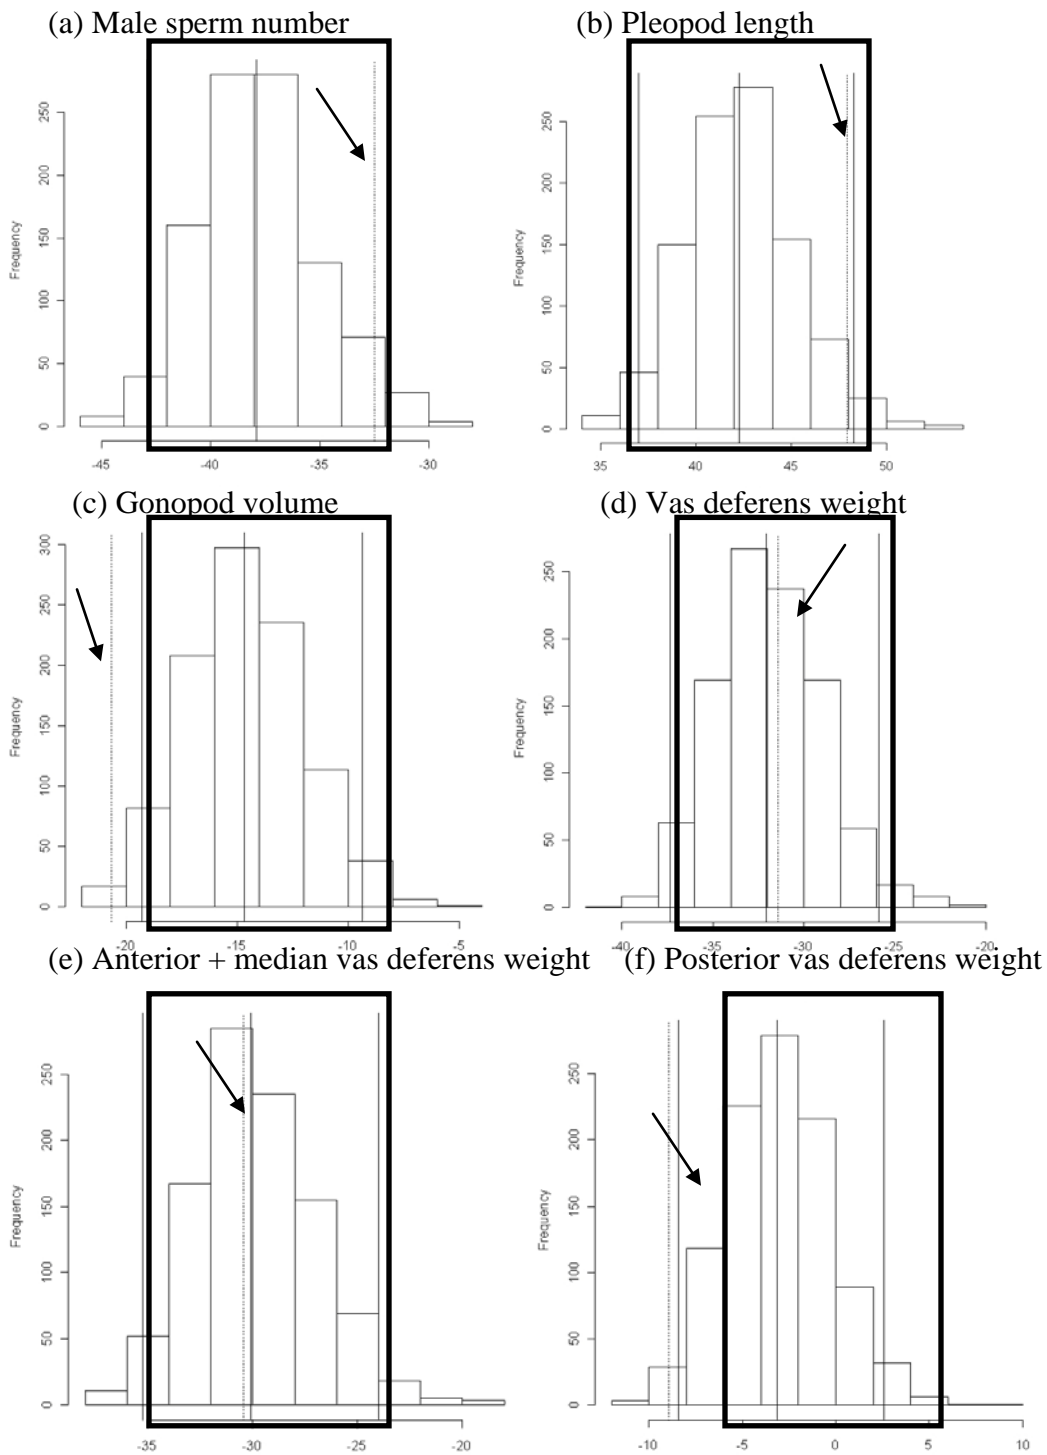 (a) Male sperm number
(b) Pleopod length
Frequency
0 50 100 150 200 250
-45 -40 -35 -30
Frequency
0 50 100 150 200 250
35 40 45 50
(c) Gonopod volume
(d) Vas deferens weight
Frequency
0 50 100 150 200 250 300
-20 -15 -10 -5
Frequency
0 50 100 150 200 250
-40 -35 -30 -25 -20
(e) Anterior + median vas deferens weight
(f) Posterior vas deferens weight
Frequency
0 50 100 150 200 250
-35 -30 -25 -20
Frequency
0 50 100 150 200 250
-10 -5 0 5 10